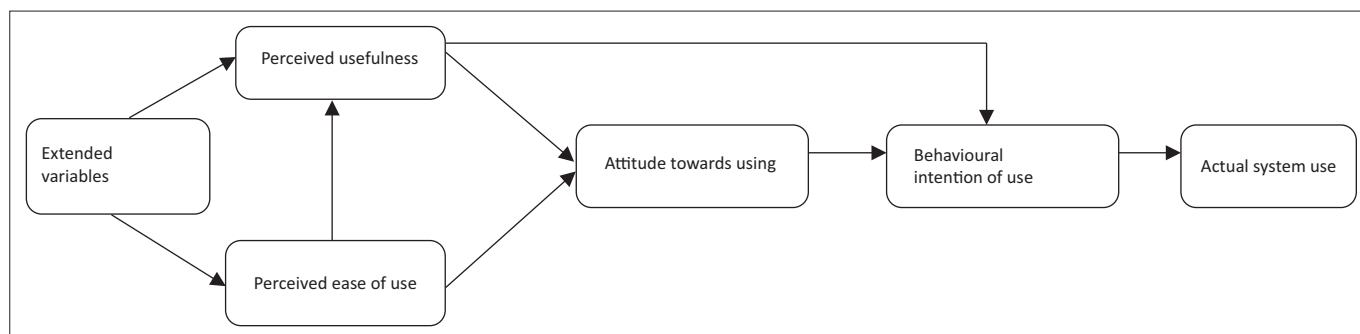 Perceived usefulness
Extended
variables
Attitude towards using
Behavioural
intention of use
Actual system use
Perceived ease of use